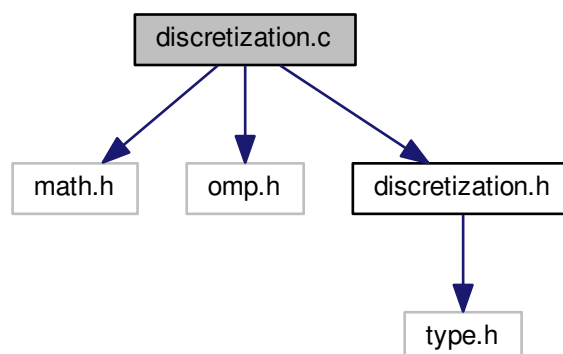 discretization.c
math.h
omp.h
discretization.h
type.h